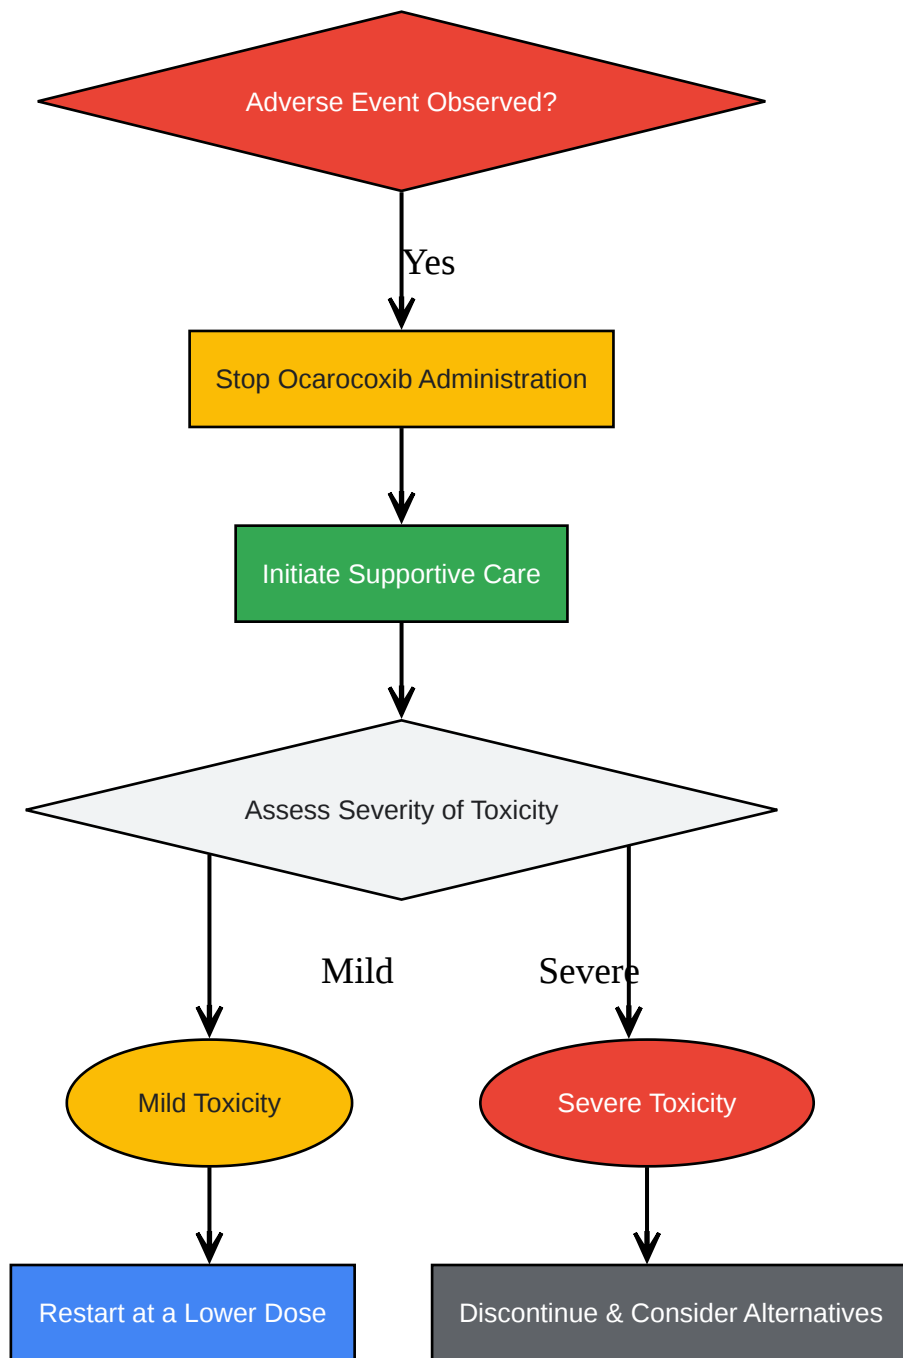 Adverse Event Observed?
Yes
Stop Ocarocoxib Administration
Initiate Supportive Care
Assess Severity of Toxicity
Mild
Severe
Mild Toxicity
Severe Toxicity
Restart at a Lower Dose
Discontinue & Consider Alternatives